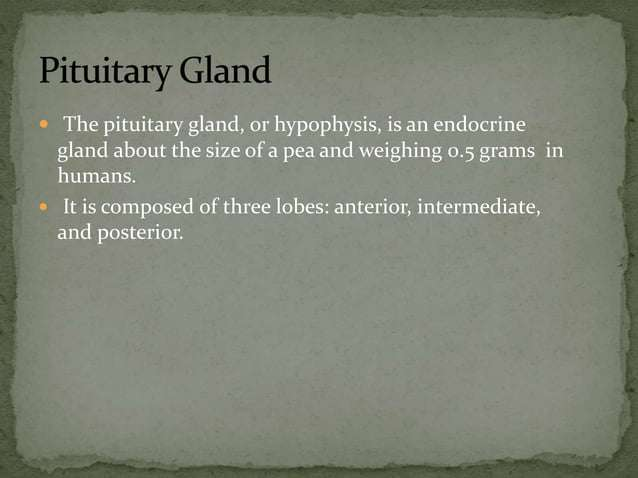 Pituitary Gland
• The pituitary gland, or hypophysis, is an endocrine
gland about the size of a pea and weighing 0.5 grams in
humans.
• It is composed of three lobes: anterior, intermediate,
and posterior.